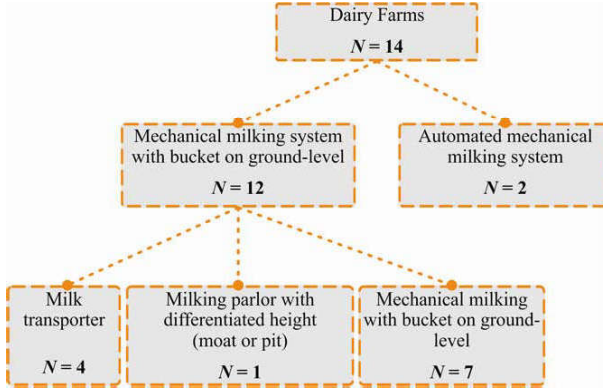 Dairy Farms
N = 14
Mechanical milking system
with bucket on ground-level
N = 12
Automated mechanical
milking system
N = 2
Milk
transporter
N = 4
Milking parlor with
differentiated height
(moat or pit)
N = 1
Mechanical milking
with bucket on ground-
level
N = 7